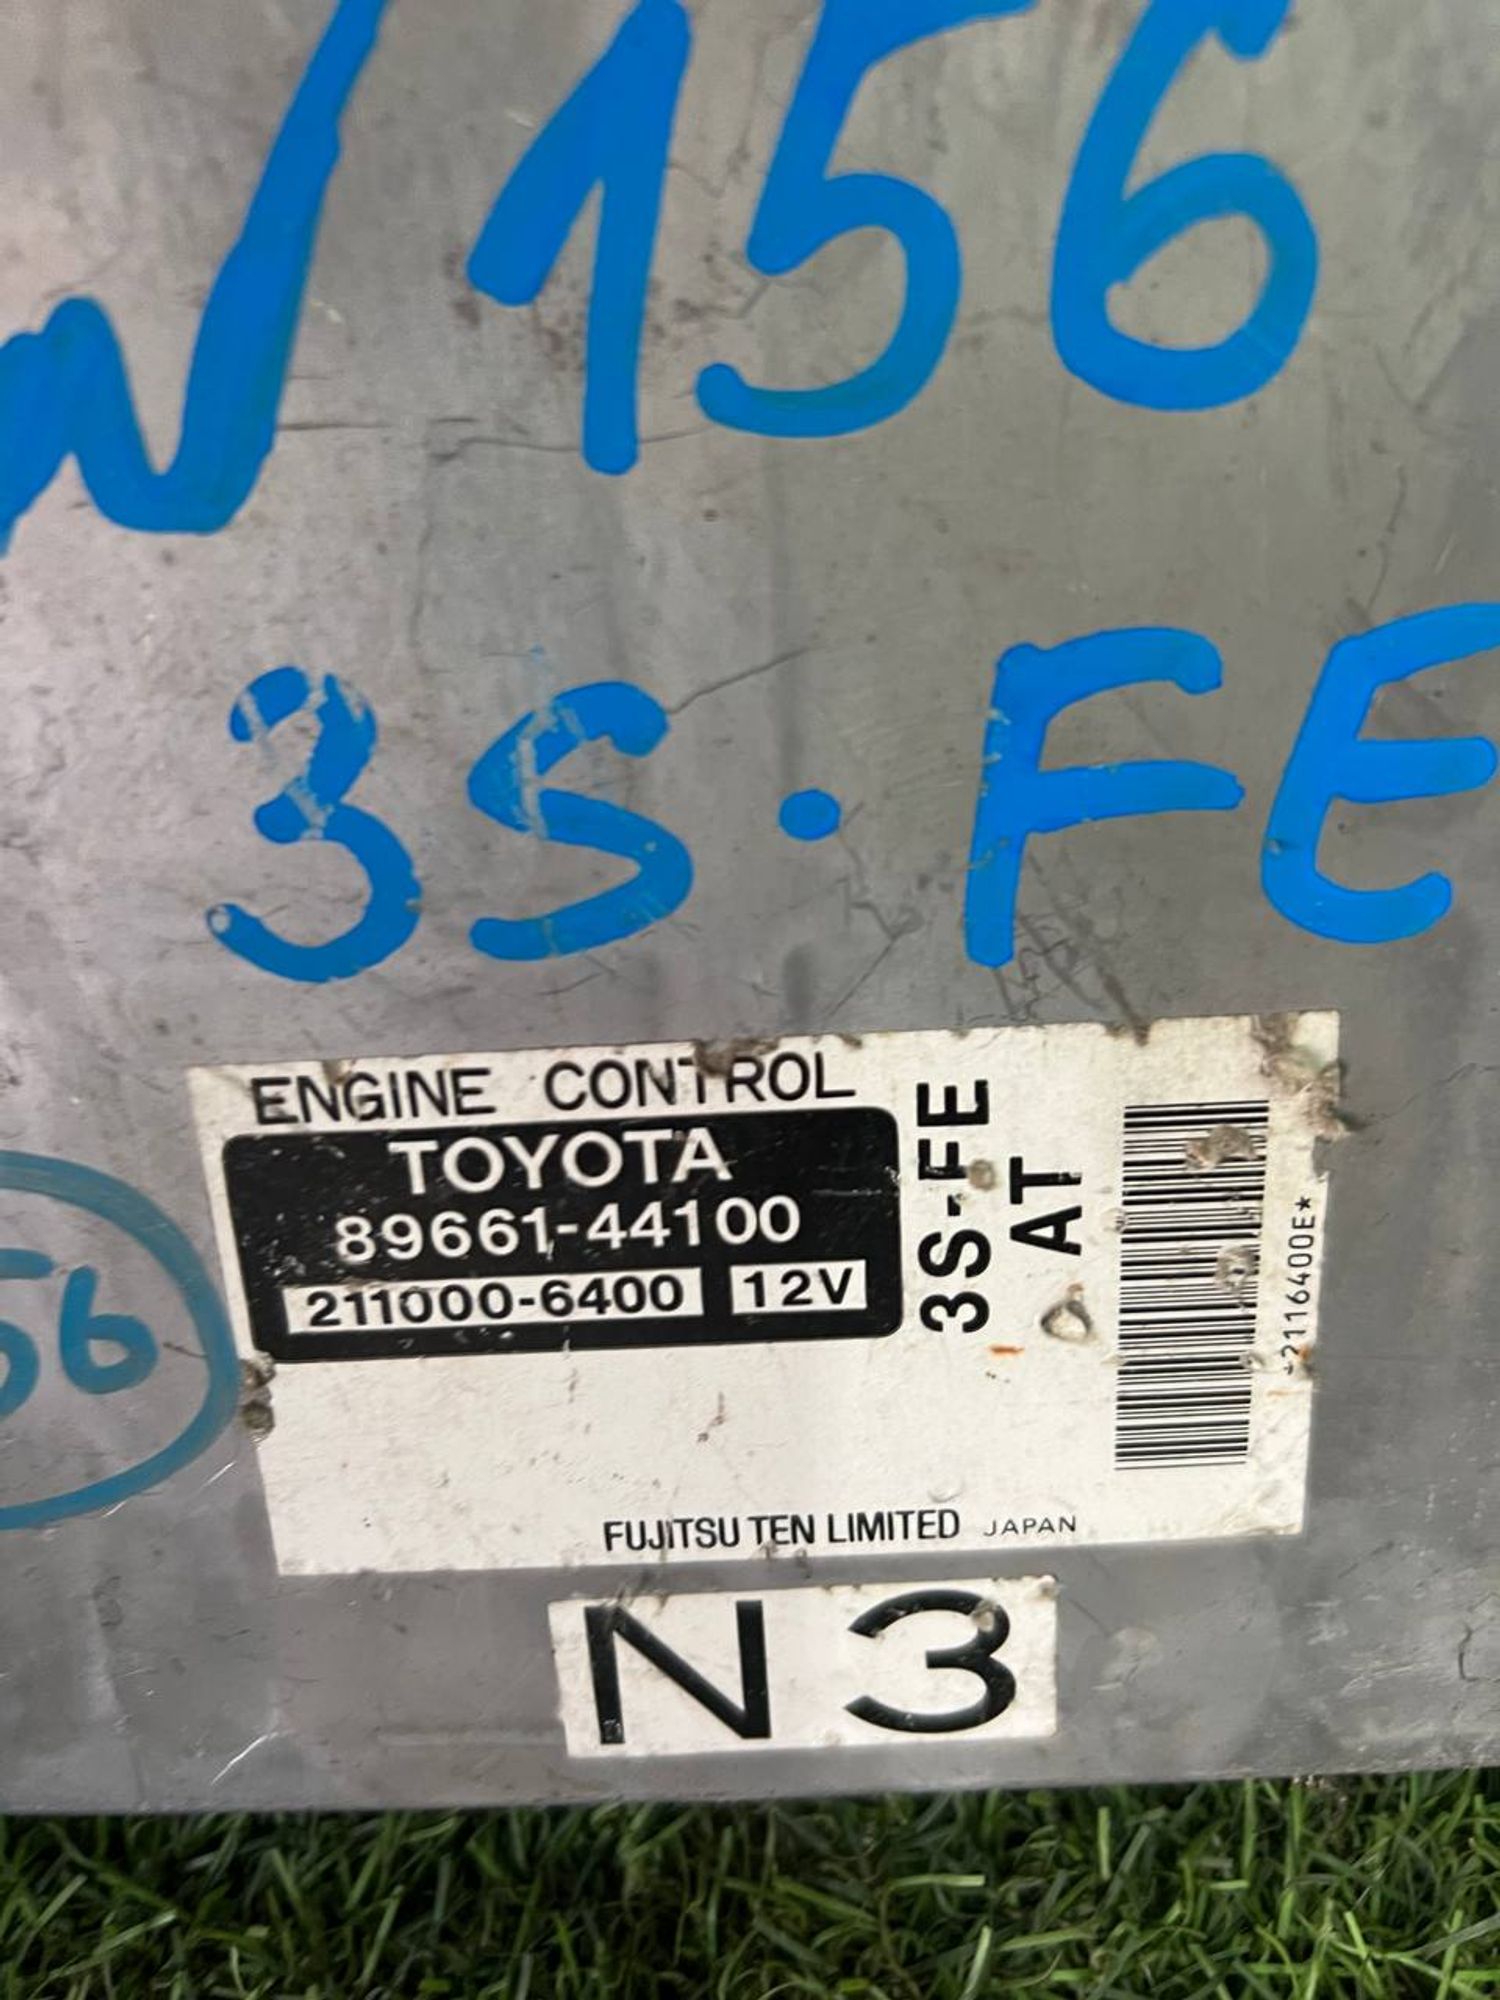 156
3S·FE
ENGINE CONTROL
TOYOTA
89661-44100
211000-6400 12V
3S-FE
AT
*2116400E*
FUJITSU TEN LIMITED JAPAN
56
N3